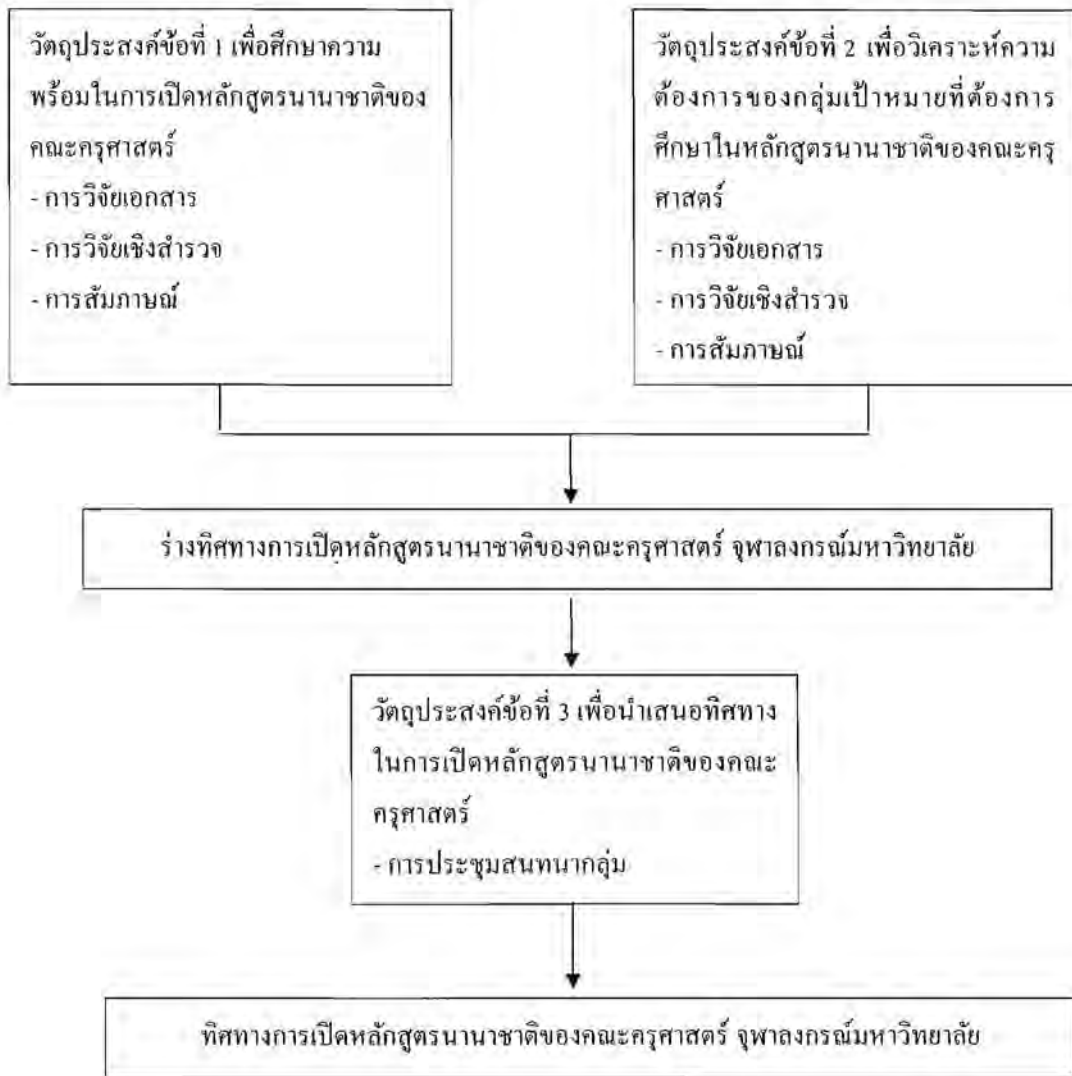 วัตถุประสงค์ข้อที่ 1 เพื่อศึกษาความ
พร้อมในการเปิดหลักสูตรนานาชาติของ
คณะครุศาสตร์
- การวิจัยเอกสาร
- การวิจัยเชิงสำรวจ
- การสัมภาษณ์
วัตถุประสงค์ข้อที่ 2 เพื่อวิเคราะห์ความ
ต้องการของกลุ่มเป้าหมายที่ต้องการ
ศึกษาในหลักสูตรนานาชาติของคณะครุ
ศาสตร์
- การวิจัยเอกสาร
- การวิจัยเชิงสำรวจ
- การสัมภาษณ์
ร่างทิศทางการเปิดหลักสูตรนานาชาติของคณะครุศาสตร์ จุฬาลงกรณ์มหาวิทยาลัย
วัตถุประสงค์ข้อที่ 3 เพื่อนำเสนอทิศทาง
ในการเปิดหลักสูตรนานาชาติของคณะ
ครุศาสตร์
- การประชุมสนทนากลุ่ม
ทิศทางการเปิดหลักสูตรนานาชาติของคณะครุศาสตร์ จุฬาลงกรณ์มหาวิทยาลัย